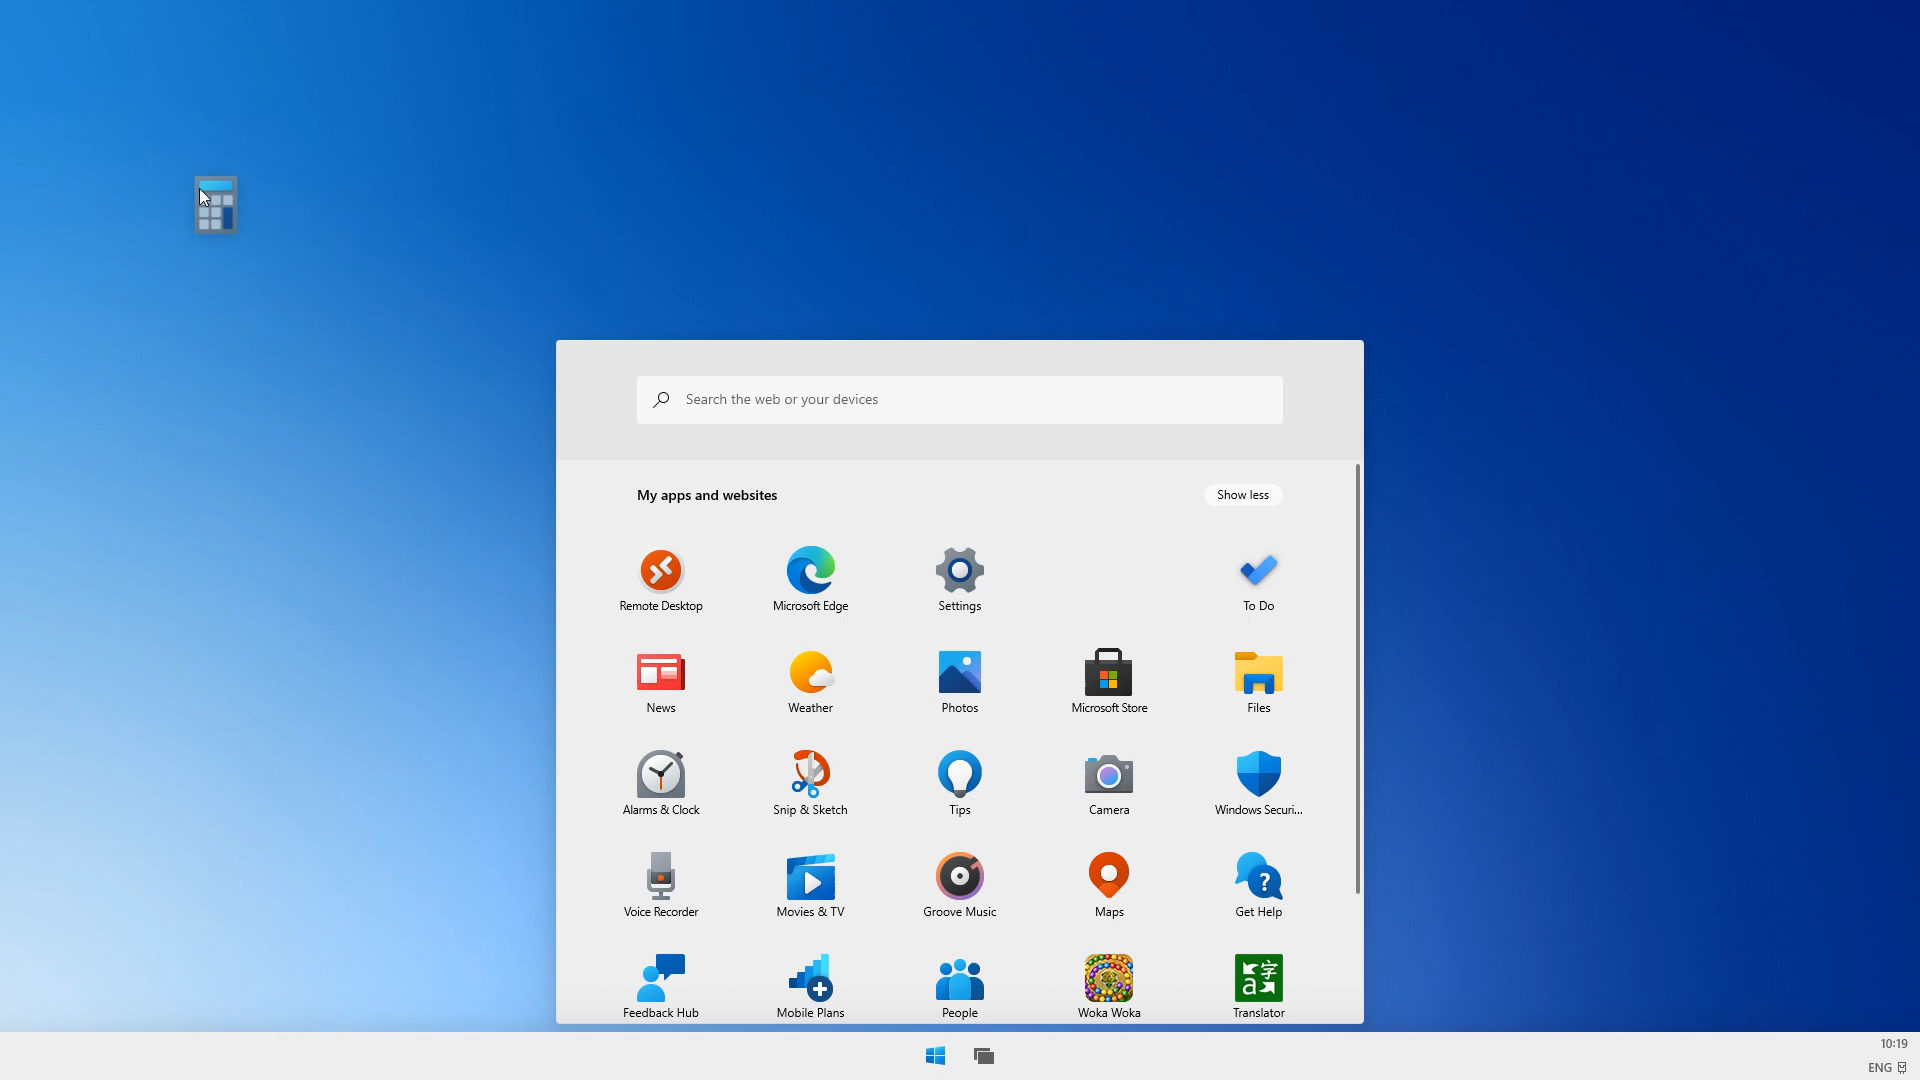 Search the web or your devices
My apps and websites
Show less
Remote Desktop
Microsoft Edge
Settings
To Do
News
Weather
Photos
Microsoft Store
Files
Alarms & Clock
Snip & Sketch
Tips
Camera
Windows Securi...
Voice Recorder
Movies & TV
Groove Music
Maps
Get Help
Feedback Hub
Mobile Plans
People
Woka Woka
a字
Translator
10:19
ENG